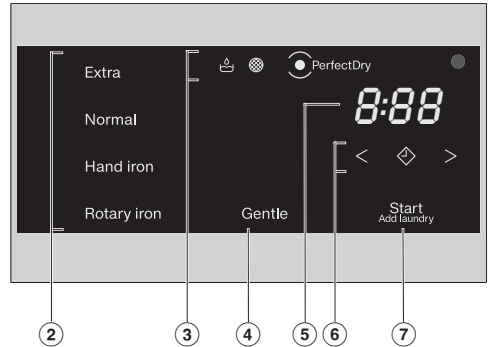 PerfectDry
Extra
8:88
Normal
Hand iron
< >
Rotary iron
Gentle
Start
Add laundry
2 3 4 5 6 7